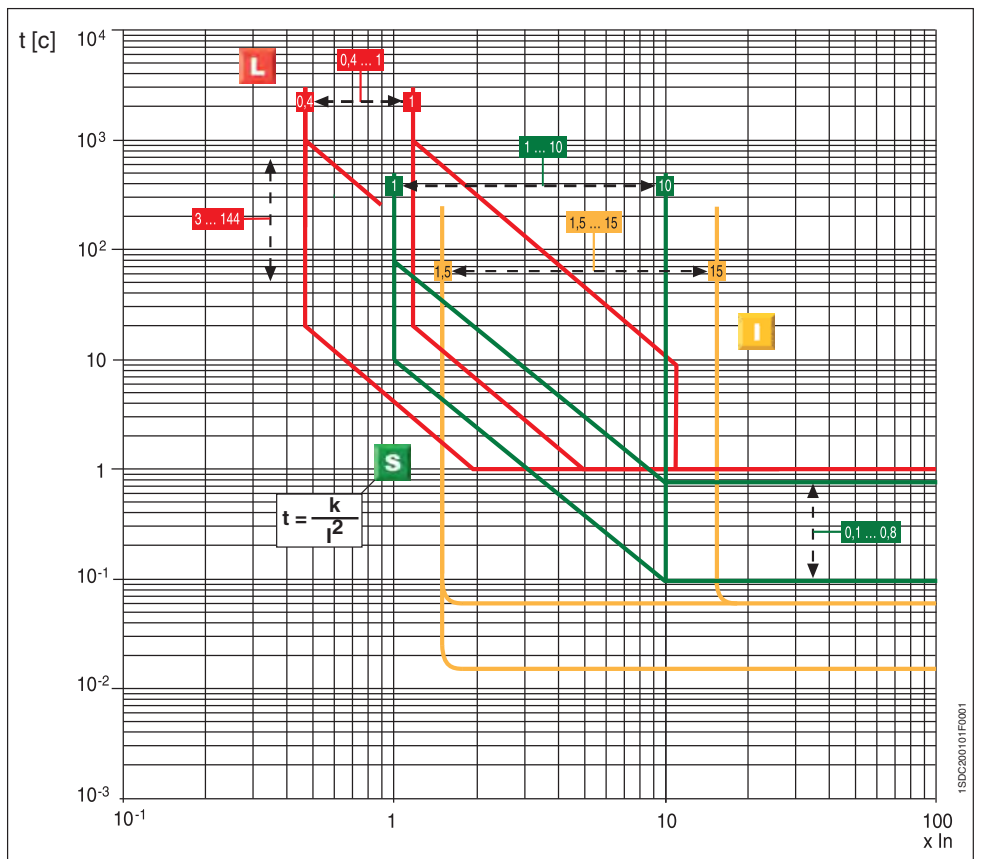 t [c]
10⁴
L
0,4 ... 1
0,4
1
10³
1 ... 10
1
10
3 ... 144
1,5 ... 15
10²
1,5
15
I
10
1
S
t = k / I²
0,1 ... 0,8
10⁻¹
10⁻²
10⁻³
10⁻¹
1
10
100
x In
1SDC200101F0001